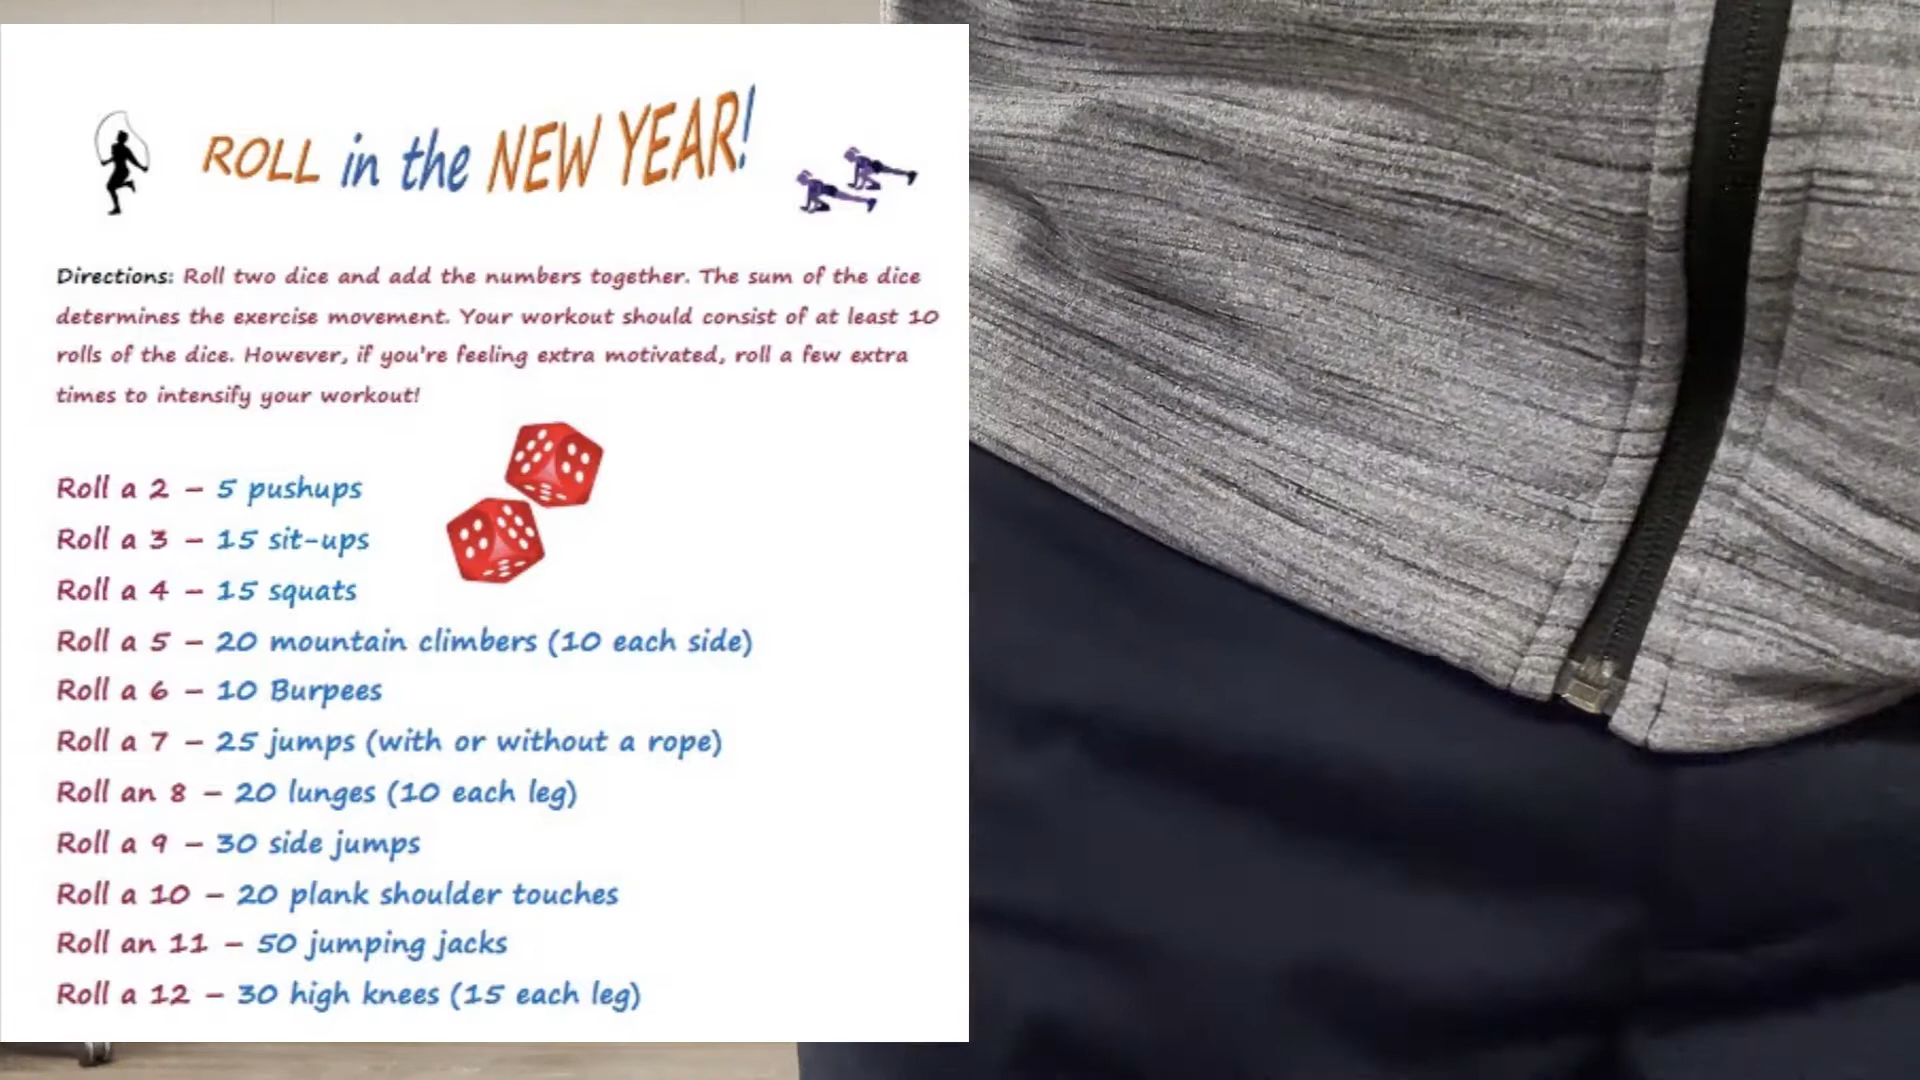 ROLL in the NEW YEAR!
Directions: Roll two dice and add the numbers together. The sum of the dice
determines the exercise movement. Your workout should consist of at least 10
rolls of the dice. However, if you're feeling extra motivated, roll a few extra
times to intensify your workout!
Roll a 2 – 5 pushups
Roll a 3 – 15 sit-ups
Roll a 4 – 15 squats
Roll a 5 – 20 mountain climbers (10 each side)
Roll a 6 – 10 Burpees
Roll a 7 – 25 jumps (with or without a rope)
Roll an 8 – 20 lunges (10 each leg)
Roll a 9 – 30 side jumps
Roll a 10 – 20 plank shoulder touches
Roll an 11 – 50 jumping jacks
Roll a 12 – 30 high knees (15 each leg)